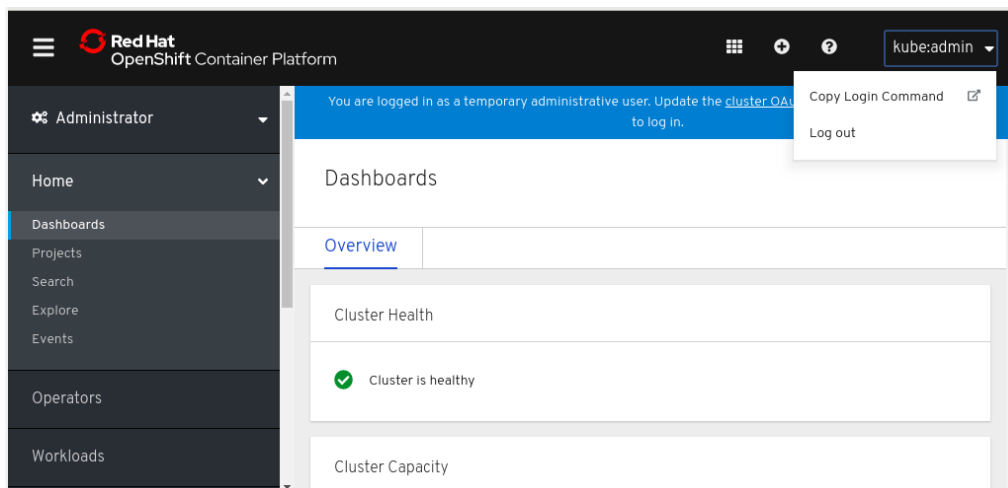 Red Hat
OpenShift Container Platform
kube:admin
Copy Login Command
Log out
Administrator
You are logged in as a temporary administrative user. Update the cluster OAu
to log in.
Home
Dashboards
Projects
Search
Explore
Events
Operators
Workloads
Dashboards
Overview
Cluster Health
Cluster is healthy
Cluster Capacity